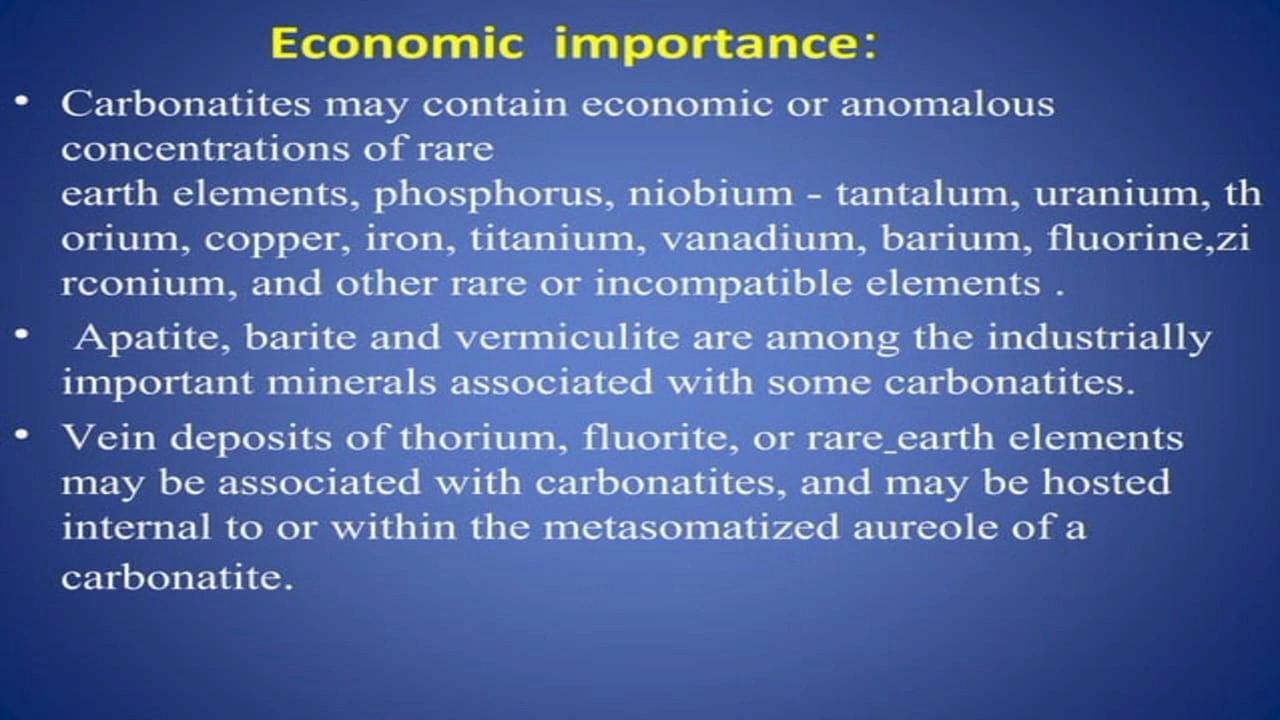 Economic importance:
• Carbonatites may contain economic or anomalous
concentrations of rare
earth elements, phosphorus, niobium - tantalum, uranium, th
orium, copper, iron, titanium, vanadium, barium, fluorine,zi
rconium, and other rare or incompatible elements .
• Apatite, barite and vermiculite are among the industrially
important minerals associated with some carbonatites.
• Vein deposits of thorium, fluorite, or rare_earth elements
may be associated with carbonatites, and may be hosted
internal to or within the metasomatized aureole of a
carbonatite.